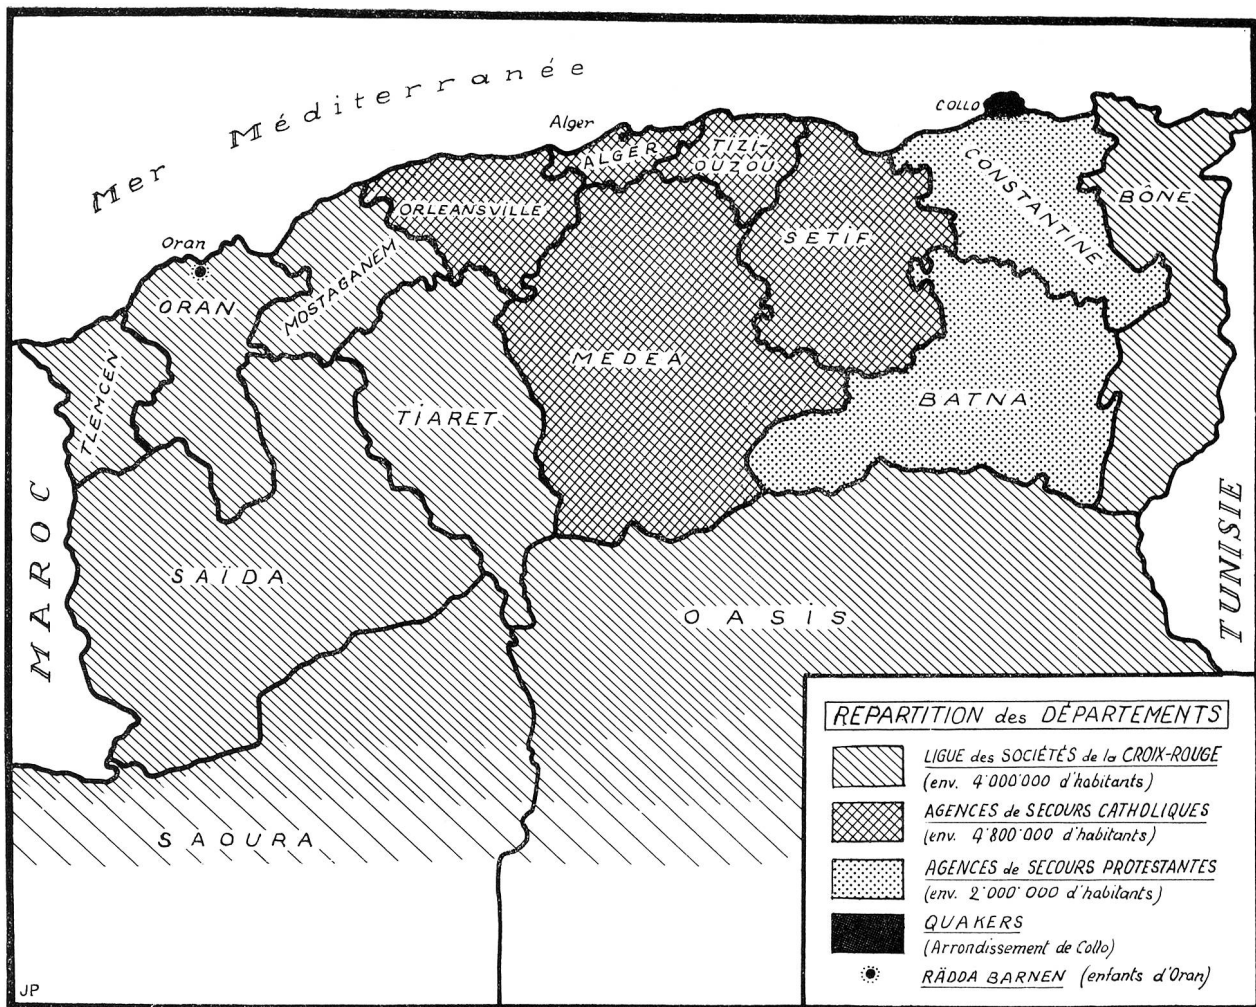 Mer Méditerranée
Alger
COLLO
ALGER
TIZI-
OUZOU
CONSTANTINE
BÔNE
ORLEANSVILLE
SETIF
Oran
ORAN
MOSTAGANEM
MEDEA
TLEMCEN
TIARET
BATNA
MAROC
TUNISIE
SAÏDA
OASIS
SAOURA
REPARTITION des DÉPARTEMENTS
LIGUE des SOCIÉTÉS de la CROIX-ROUGE
(env. 4'000'000 d'habitants)
AGENCES de SECOURS CATHOLIQUES
(env. 4'800'000 d'habitants)
AGENCES de SECOURS PROTESTANTES
(env. 2'000'000 d'habitants)
QUAKERS
(Arrondissement de Collo)
RÄDDA BARNEN (enfants d'Oran)
JP